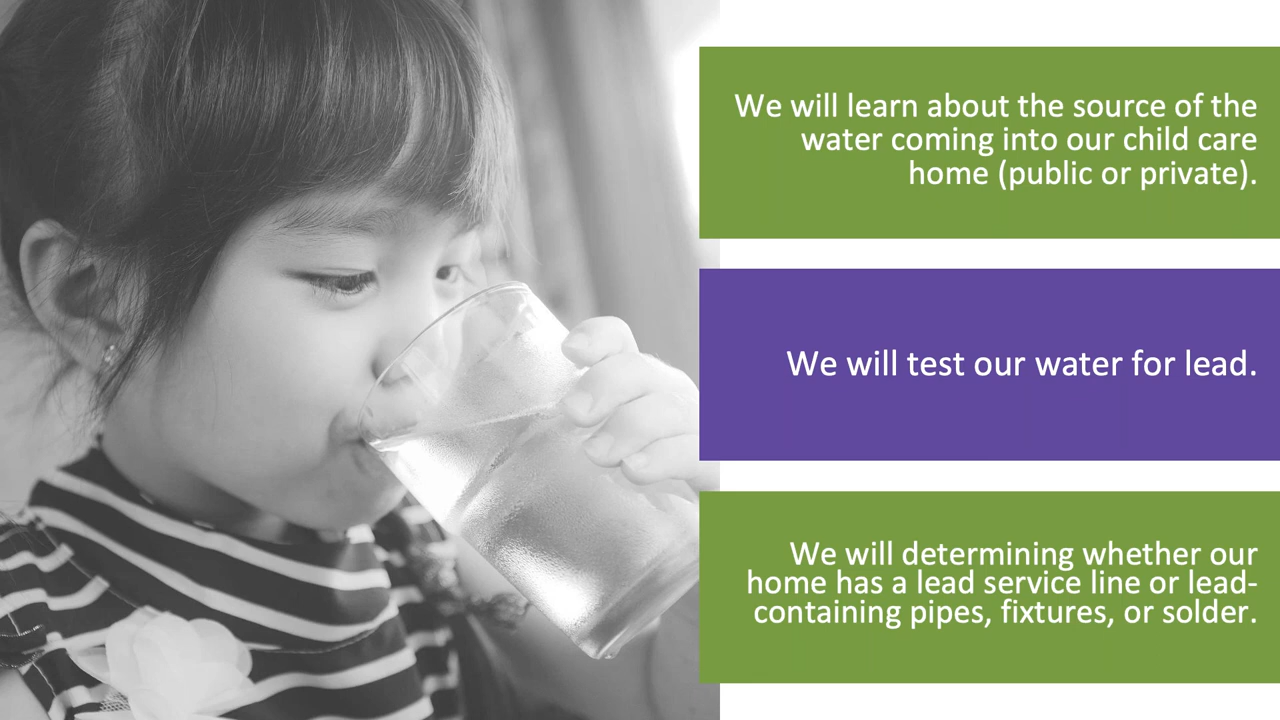 We will learn about the source of the
water coming into our child care
home (public or private).
We will test our water for lead.
We will determining whether our
home has a lead service line or lead-
containing pipes, fixtures, or solder.